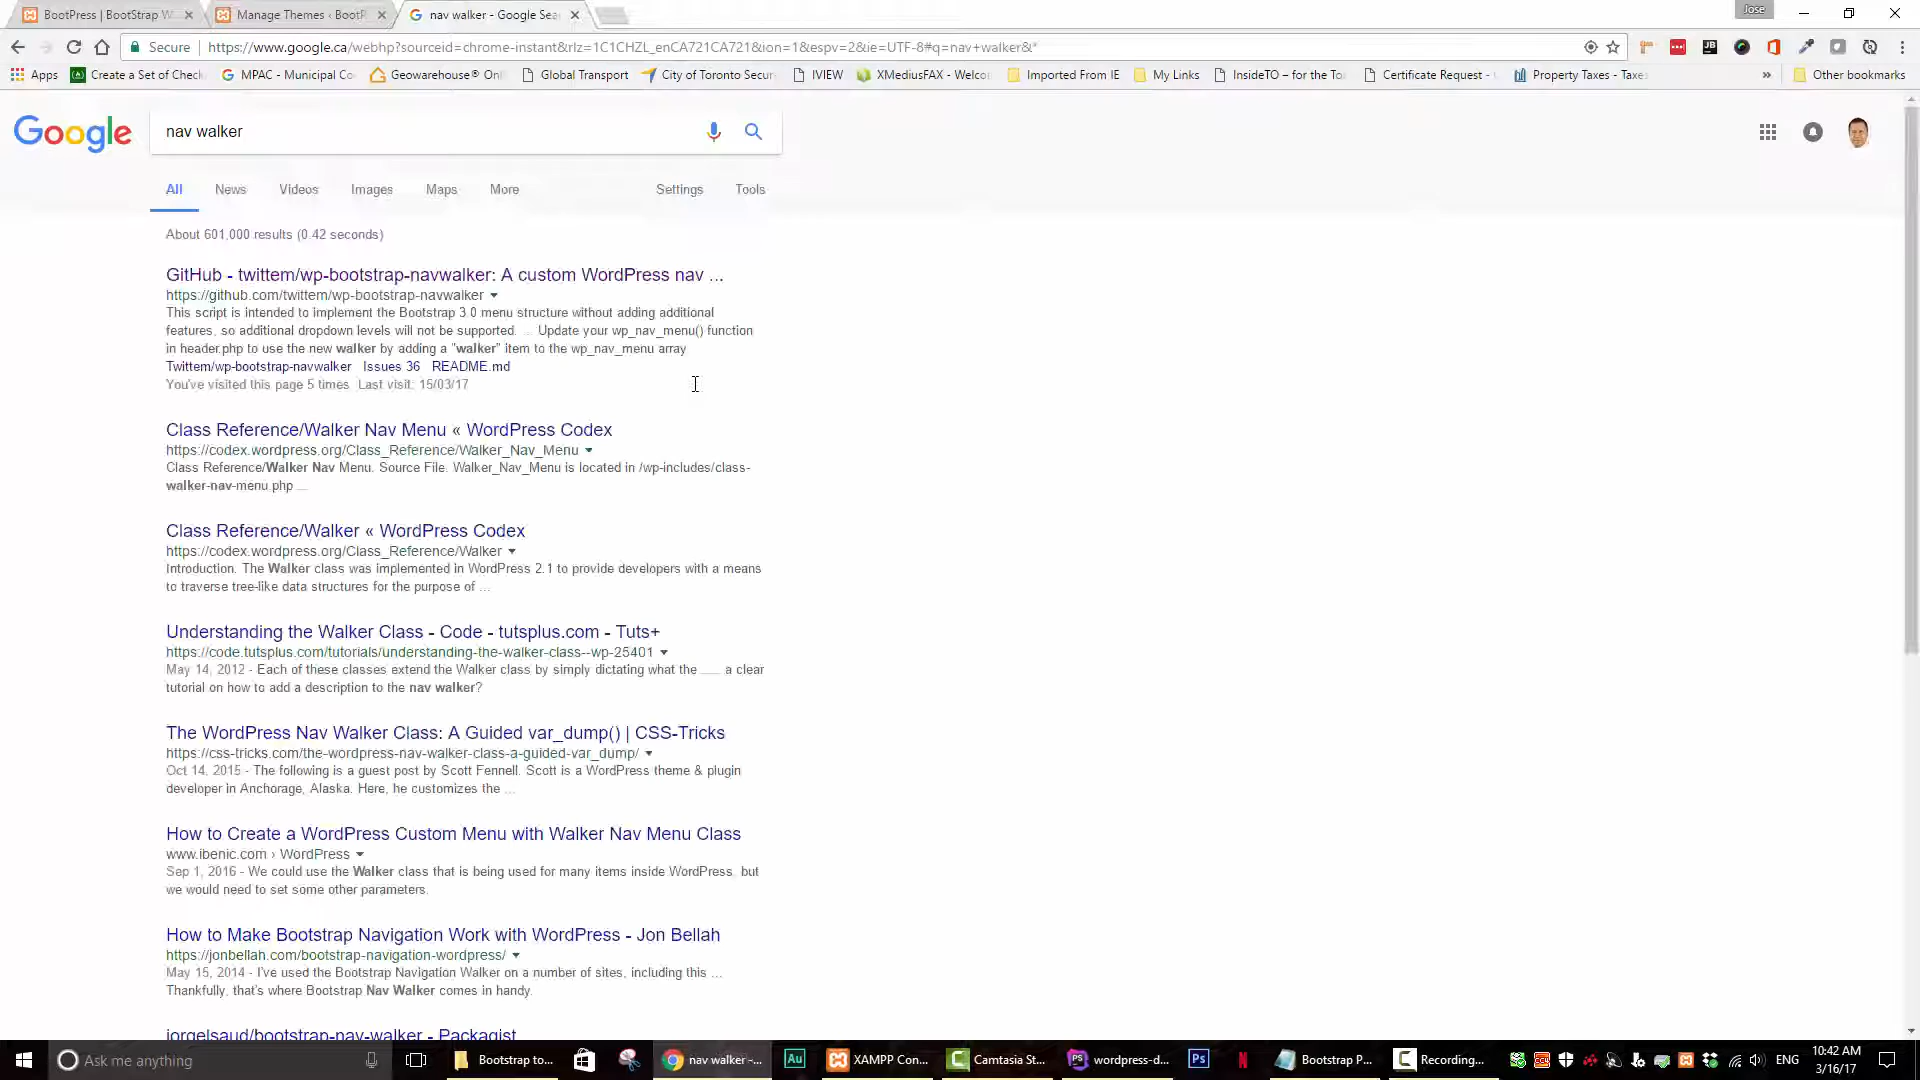 BootPress | BootStrap W
Manage Themes ‹ BootP
nav walker - Google Sea
Jose
Secure https://www.google.ca/webhp?sourceid=chrome-instant&rlz=1C1CHZL_enCA721CA721&ion=1&espv=2&ie=UTF-8#q=nav+walker&*
Apps Create a Set of Check MPAC - Municipal Co Geowarehouse® Onl Global Transport City of Toronto Secur IVIEW XMediusFAX - Welco Imported From IE My Links InsideTO – for the To Certificate Request - Property Taxes - Taxe » Other bookmarks
Google
nav walker
All News Videos Images Maps More Settings Tools
About 601,000 results (0.42 seconds)
GitHub - twittem/wp-bootstrap-navwalker: A custom WordPress nav ...
https://github.com/twittem/wp-bootstrap-navwalker
This script is intended to implement the Bootstrap 3.0 menu structure without adding additional
features, so additional dropdown levels will not be supported. ... Update your wp_nav_menu() function
in header.php to use the new walker by adding a "walker" item to the wp_nav_menu array
Twittem/wp-bootstrap-navwalker Issues 36 README.md
You've visited this page 5 times. Last visit: 15/03/17
Class Reference/Walker Nav Menu « WordPress Codex
https://codex.wordpress.org/Class_Reference/Walker_Nav_Menu
Class Reference/Walker Nav Menu. Source File. Walker_Nav_Menu is located in /wp-includes/class-
walker-nav-menu.php ...
Class Reference/Walker « WordPress Codex
https://codex.wordpress.org/Class_Reference/Walker
Introduction. The Walker class was implemented in WordPress 2.1 to provide developers with a means
to traverse tree-like data structures for the purpose of ...
Understanding the Walker Class - Code - tutsplus.com - Tuts+
https://code.tutsplus.com/tutorials/understanding-the-walker-class--wp-25401
May 14, 2012 - Each of these classes extend the Walker class by simply dictating what the ..... a clear
tutorial on how to add a description to the nav walker?
The WordPress Nav Walker Class: A Guided var_dump() | CSS-Tricks
https://css-tricks.com/the-wordpress-nav-walker-class-a-guided-var_dump/
Oct 14, 2015 - The following is a guest post by Scott Fennell. Scott is a WordPress theme & plugin
developer in Anchorage, Alaska. Here, he customizes the ...
How to Create a WordPress Custom Menu with Walker Nav Menu Class
www.ibenic.com › WordPress
Sep 1, 2016 - We could use the Walker class that is being used for many items inside WordPress, but
we would need to set some other parameters.
How to Make Bootstrap Navigation Work with WordPress - Jon Bellah
https://jonbellah.com/bootstrap-navigation-wordpress/
May 15, 2014 - I've used the Bootstrap Navigation Walker on a number of sites, including this ...
Thankfully, that's where Bootstrap Nav Walker comes in handy.
jorgelsaud/bootstrap-nav-walker - Packagist
Ask me anything Bootstrap to... nav walker -... Au XAMPP Con... Camtasia St... PS wordpress-d... Ps N Bootstrap P... Recording... ENG
10:42 AM
3/16/17